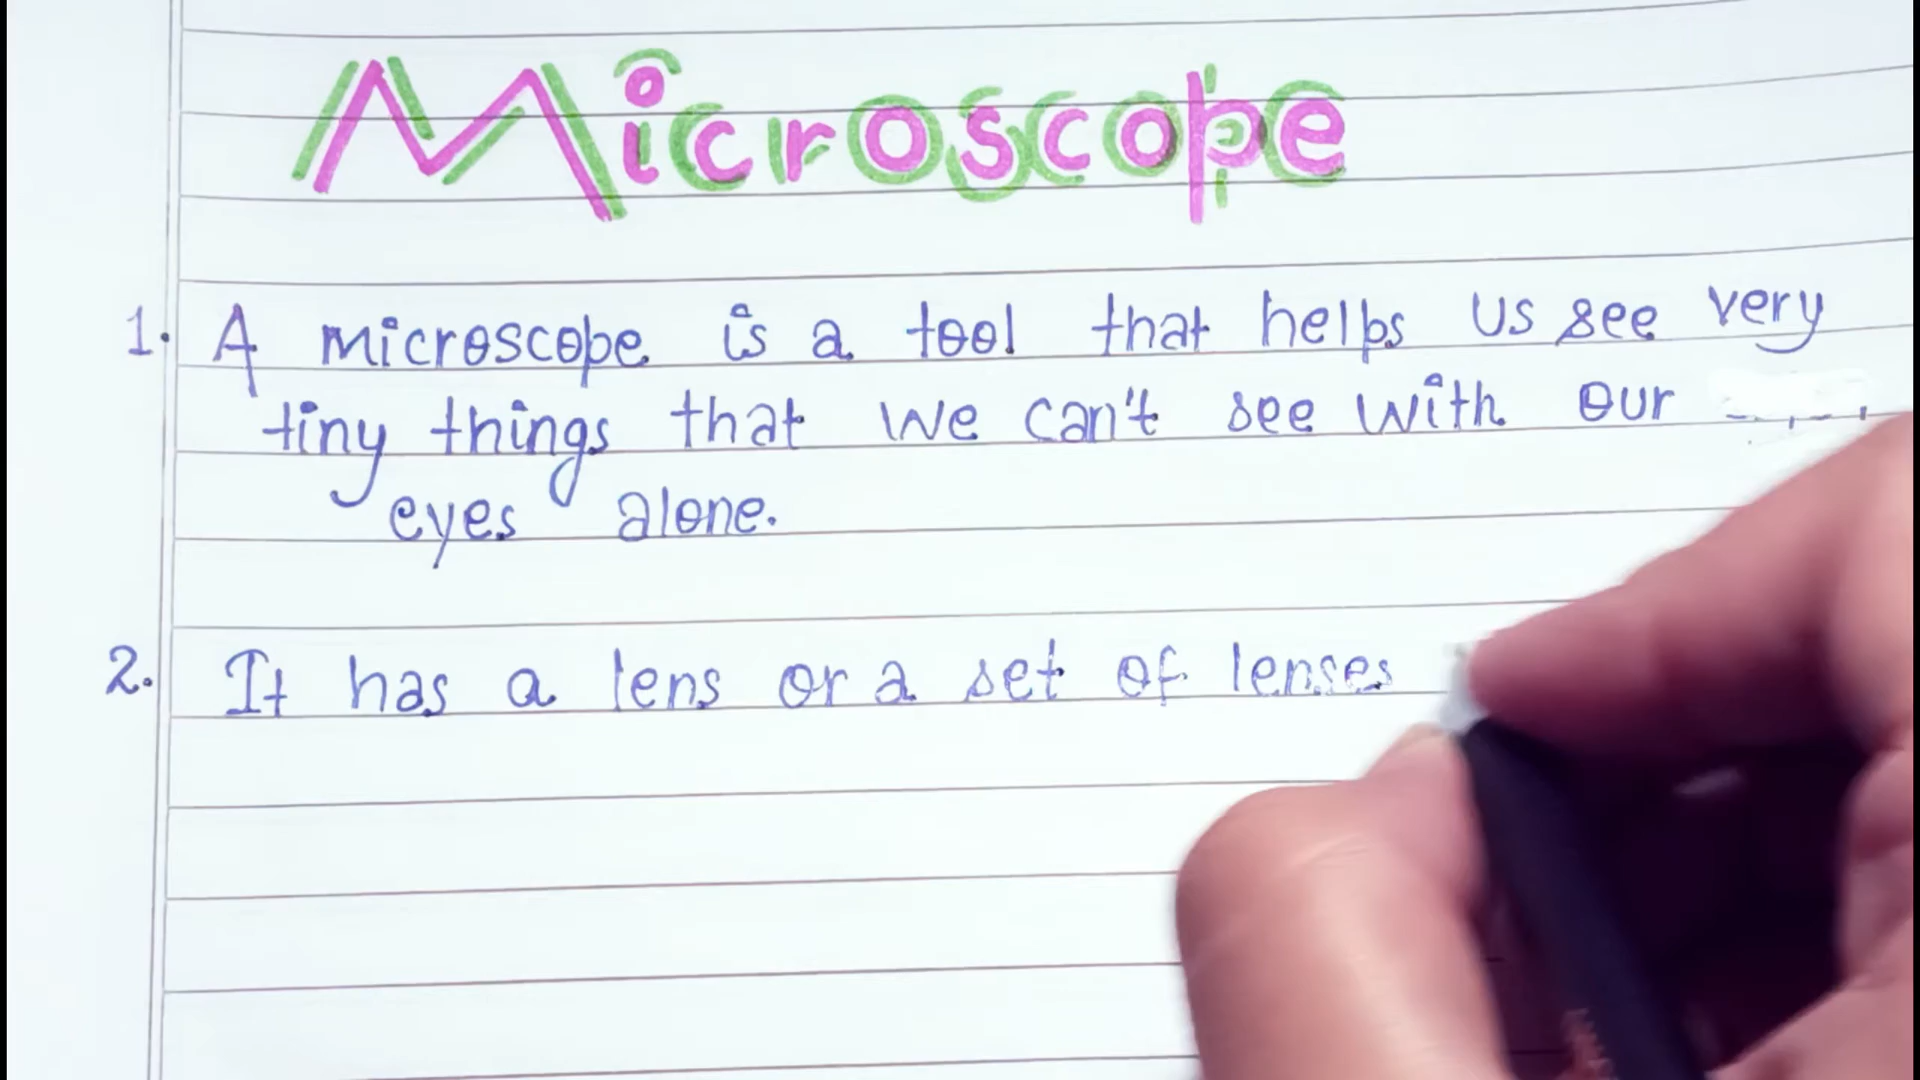 Microscope
1. A microscope is a tool that helps us see very
tiny things that we can't see with our
eyes alone.
2. It has a lens or a set of lenses